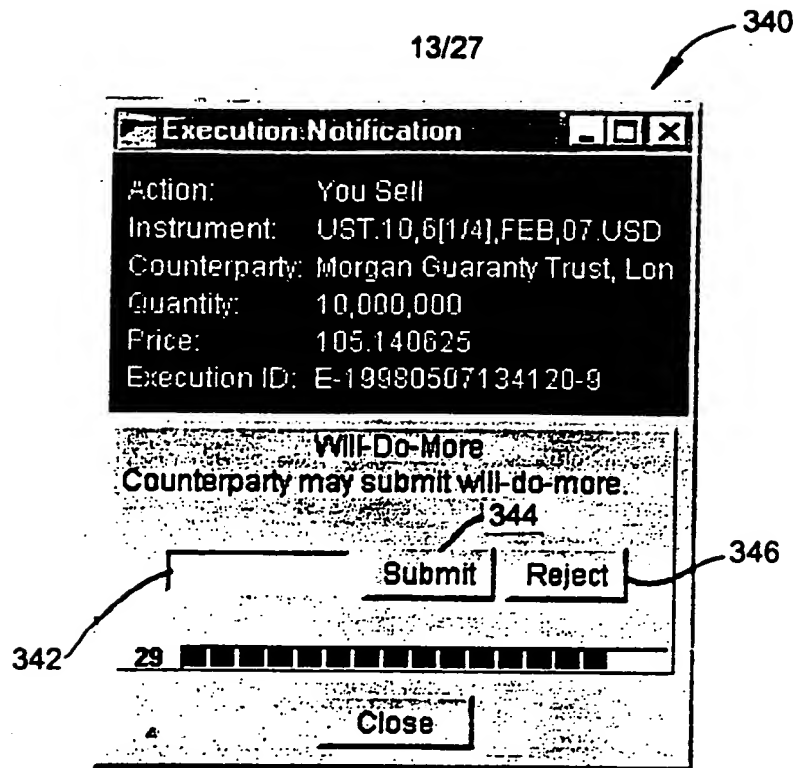 13/27
340
Execution Notification
Action: You Sell
Instrument: UST.10,6[1/4],FEB,07.USD
Counterparty: Morgan Guaranty Trust, Lon
Quantity: 10,000,000
Price: 105.140625
Execution ID: E-19980507134120-9
Will-Do-More
Counterparty may submit will-do-more.
344
Submit Reject
346
342
29
Close